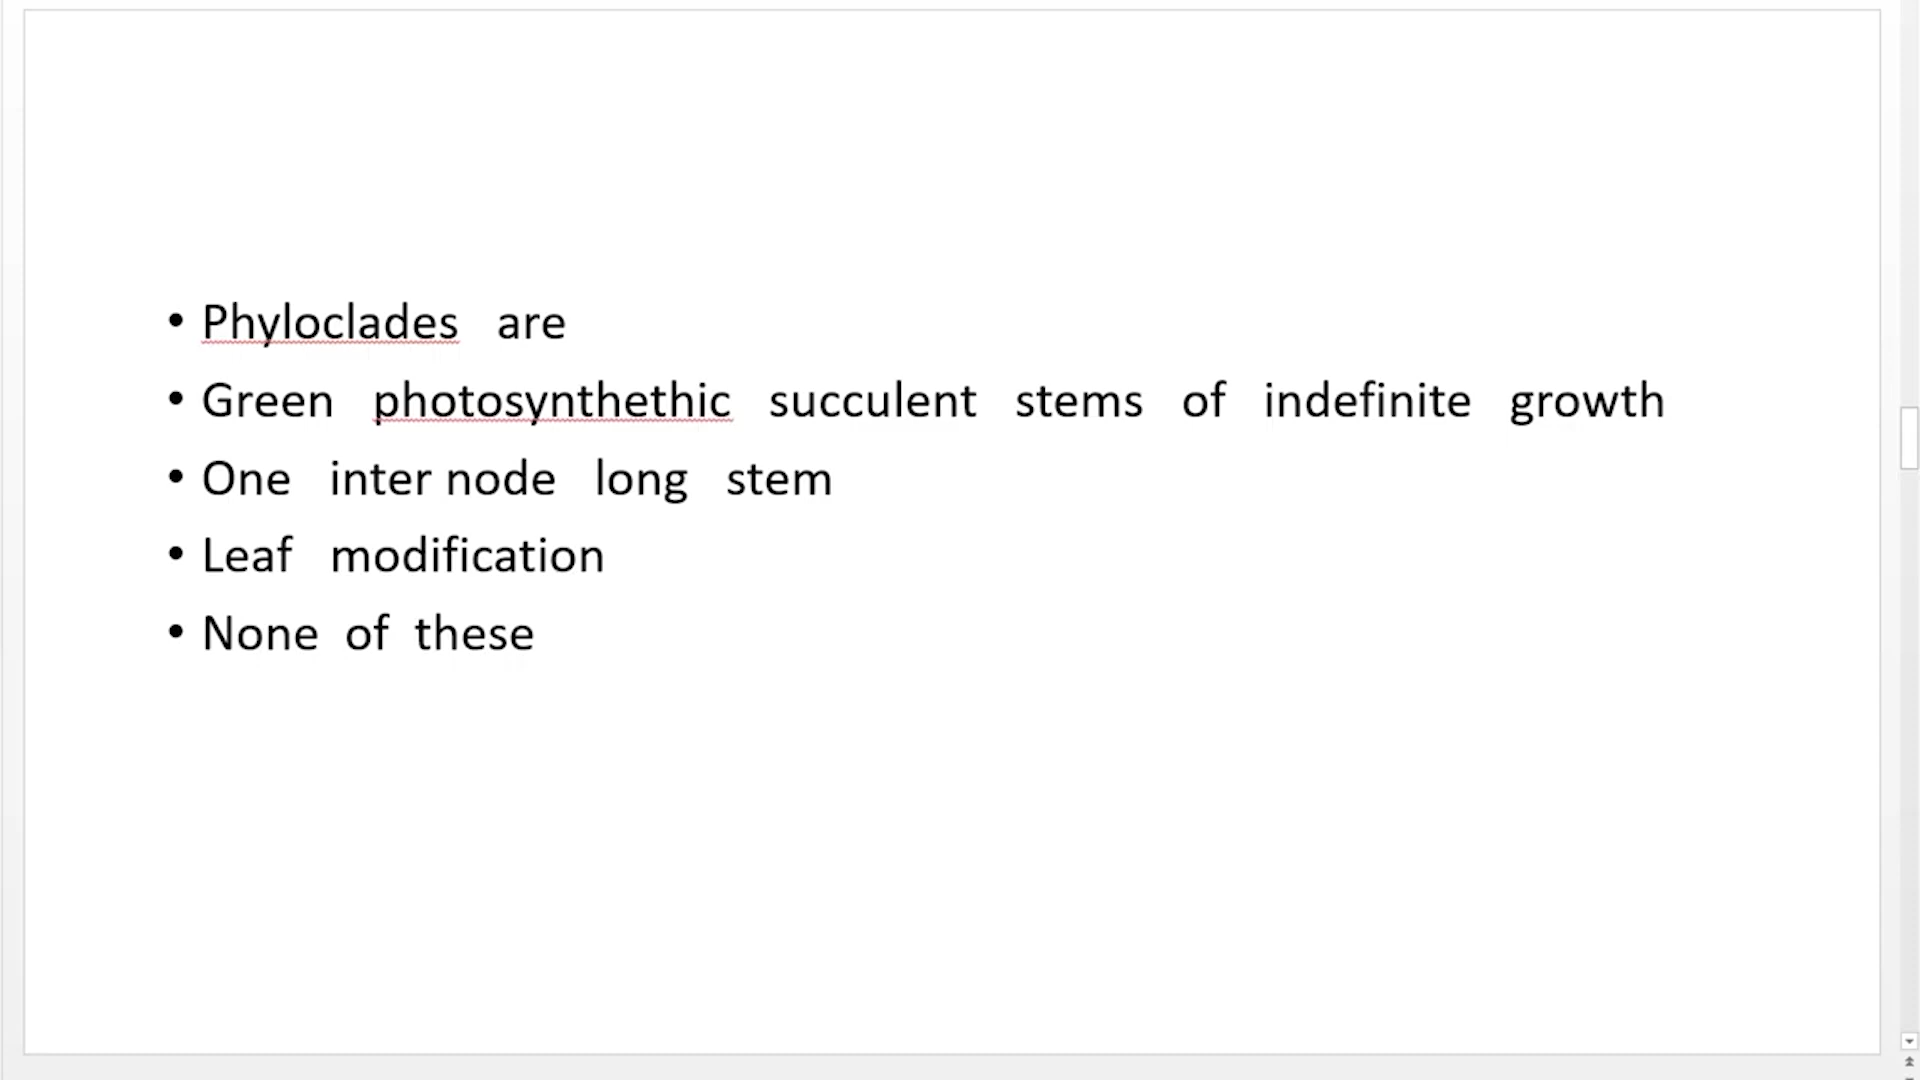 • Phyloclades are
• Green photosynthethic succulent stems of indefinite growth
• One inter node long stem
• Leaf modification
• None of these